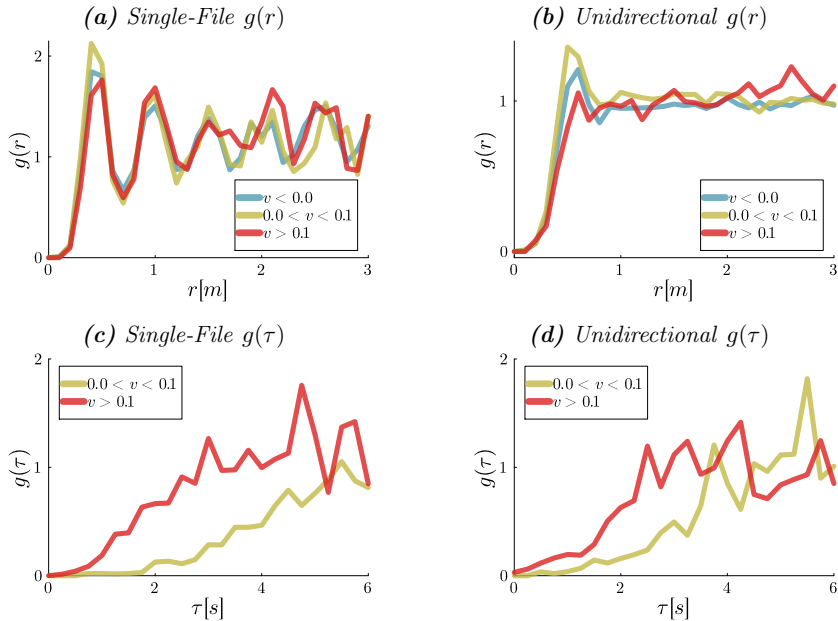 (a) Single-File g(r)
2
1
0
g(r)
v < 0.0
0.0 < v < 0.1
v > 0.1
0 1 2 3
r[m]
(b) Unidirectional g(r)
1
0
g(r)
v < 0.0
0.0 < v < 0.1
v > 0.1
0 1 2 3
r[m]
(c) Single-File g(τ)
2
1
0
g(τ)
0.0 < v < 0.1
v > 0.1
0 2 4 6
τ[s]
(d) Unidirectional g(τ)
2
1
0
g(τ)
0.0 < v < 0.1
v > 0.1
0 2 4 6
τ[s]